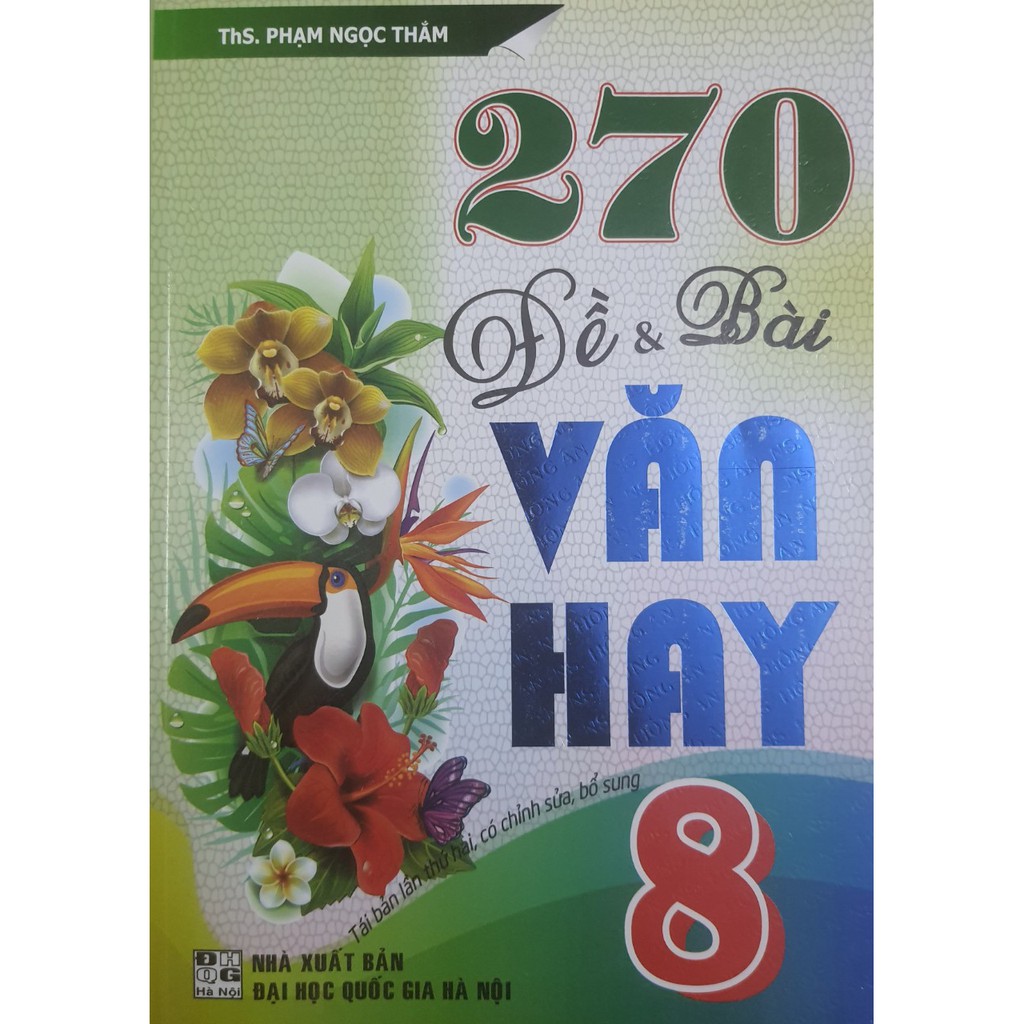 ThS. PHẠM NGỌC THẮM
270
Đề & Bài
VĂN
HAY
8
Tái bản lần thứ hai, có chỉnh sửa, bổ sung
ĐH
QG
Hà Nội
NHÀ XUẤT BẢN
ĐẠI HỌC QUỐC GIA HÀ NỘI